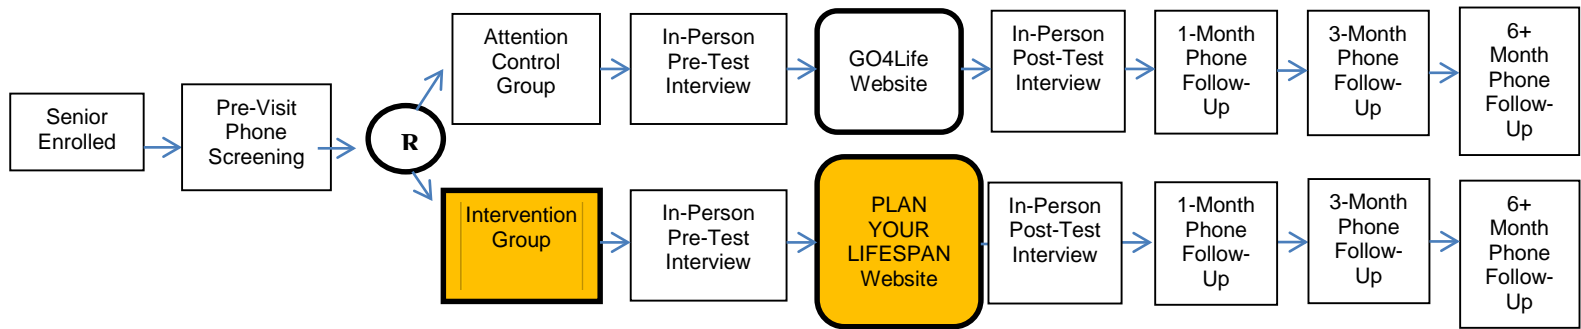 Senior
Enrolled
Pre-Visit
Phone
Screening
R
Attention
Control
Group
In-Person
Pre-Test
Interview
GO4Life
Website
In-Person
Post-Test
Interview
1-Month
Phone
Follow-
Up
3-Month
Phone
Follow-
Up
6+
Month
Phone
Follow-
Up
Intervention
Group
In-Person
Pre-Test
Interview
PLAN
YOUR
LIFESPAN
Website
In-Person
Post-Test
Interview
1-Month
Phone
Follow-
Up
3-Month
Phone
Follow-
Up
6+
Month
Phone
Follow-
Up